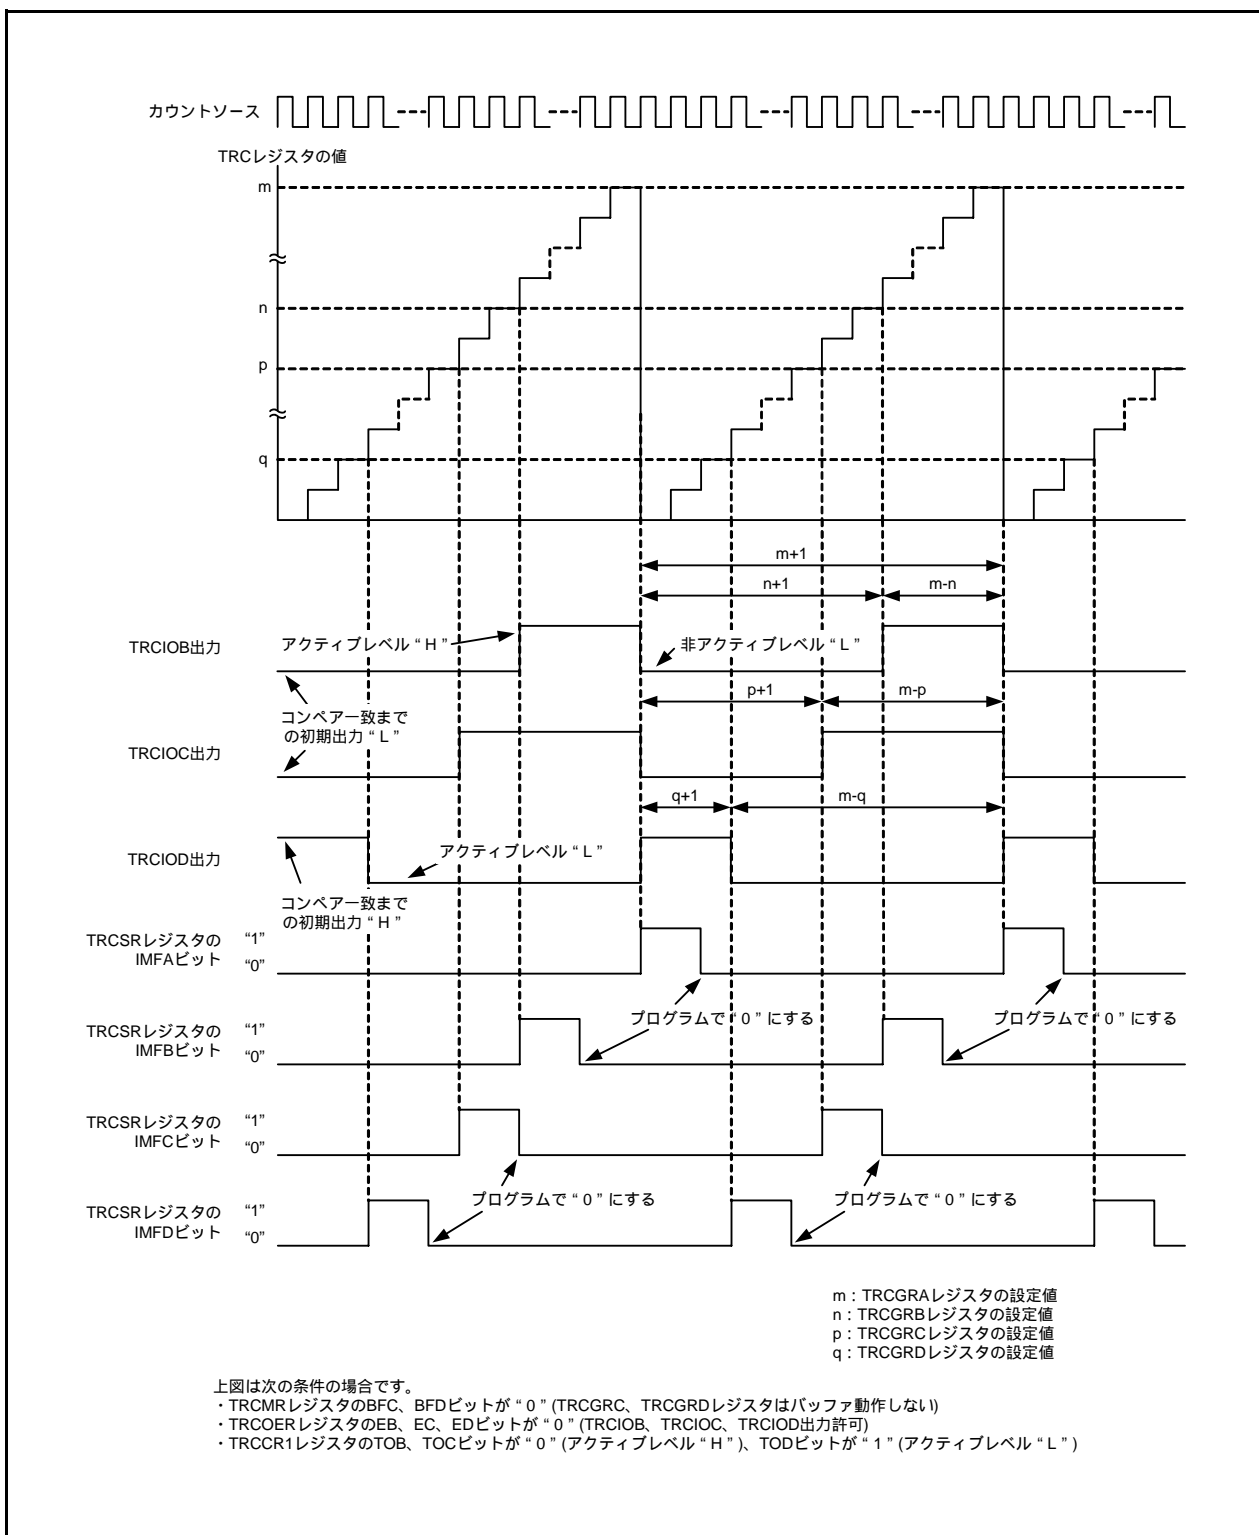 カウントソース
TRCレジスタの値
m
n
p
q
m+1
n+1
m-n
TRCIOB出力
アクティブレベル“H”
非アクティブレベル“L”
p+1
m-p
コンペア一致まで
の初期出力“L”
TRCIOC出力
q+1
m-q
TRCIOD出力
アクティブレベル“L”
コンペア一致まで
の初期出力“H”
TRCSRレジスタの
IMFAビット
“1”
“0”
プログラムで“0”にする
プログラムで“0”にする
TRCSRレジスタの
IMFBビット
“1”
“0”
TRCSRレジスタの
IMFCビット
“1”
“0”
プログラムで“0”にする
プログラムで“0”にする
TRCSRレジスタの
IMFDビット
“1”
“0”
m：TRCGRAレジスタの設定値
n：TRCGRBレジスタの設定値
p：TRCGRCレジスタの設定値
q：TRCGRDレジスタの設定値
上図は次の条件の場合です。
・TRCMRレジスタのBFC、BFDビットが“0”(TRCGRC、TRCGRDレジスタはバッファ動作しない)
・TRCOERレジスタのEB、EC、EDビットが“0”(TRCIOB、TRCIOC、TRCIOD出力許可)
・TRCCR1レジスタのTOB、TOCビットが“0”(アクティブレベル“H”)、TODビットが“1”(アクティブレベル“L”)